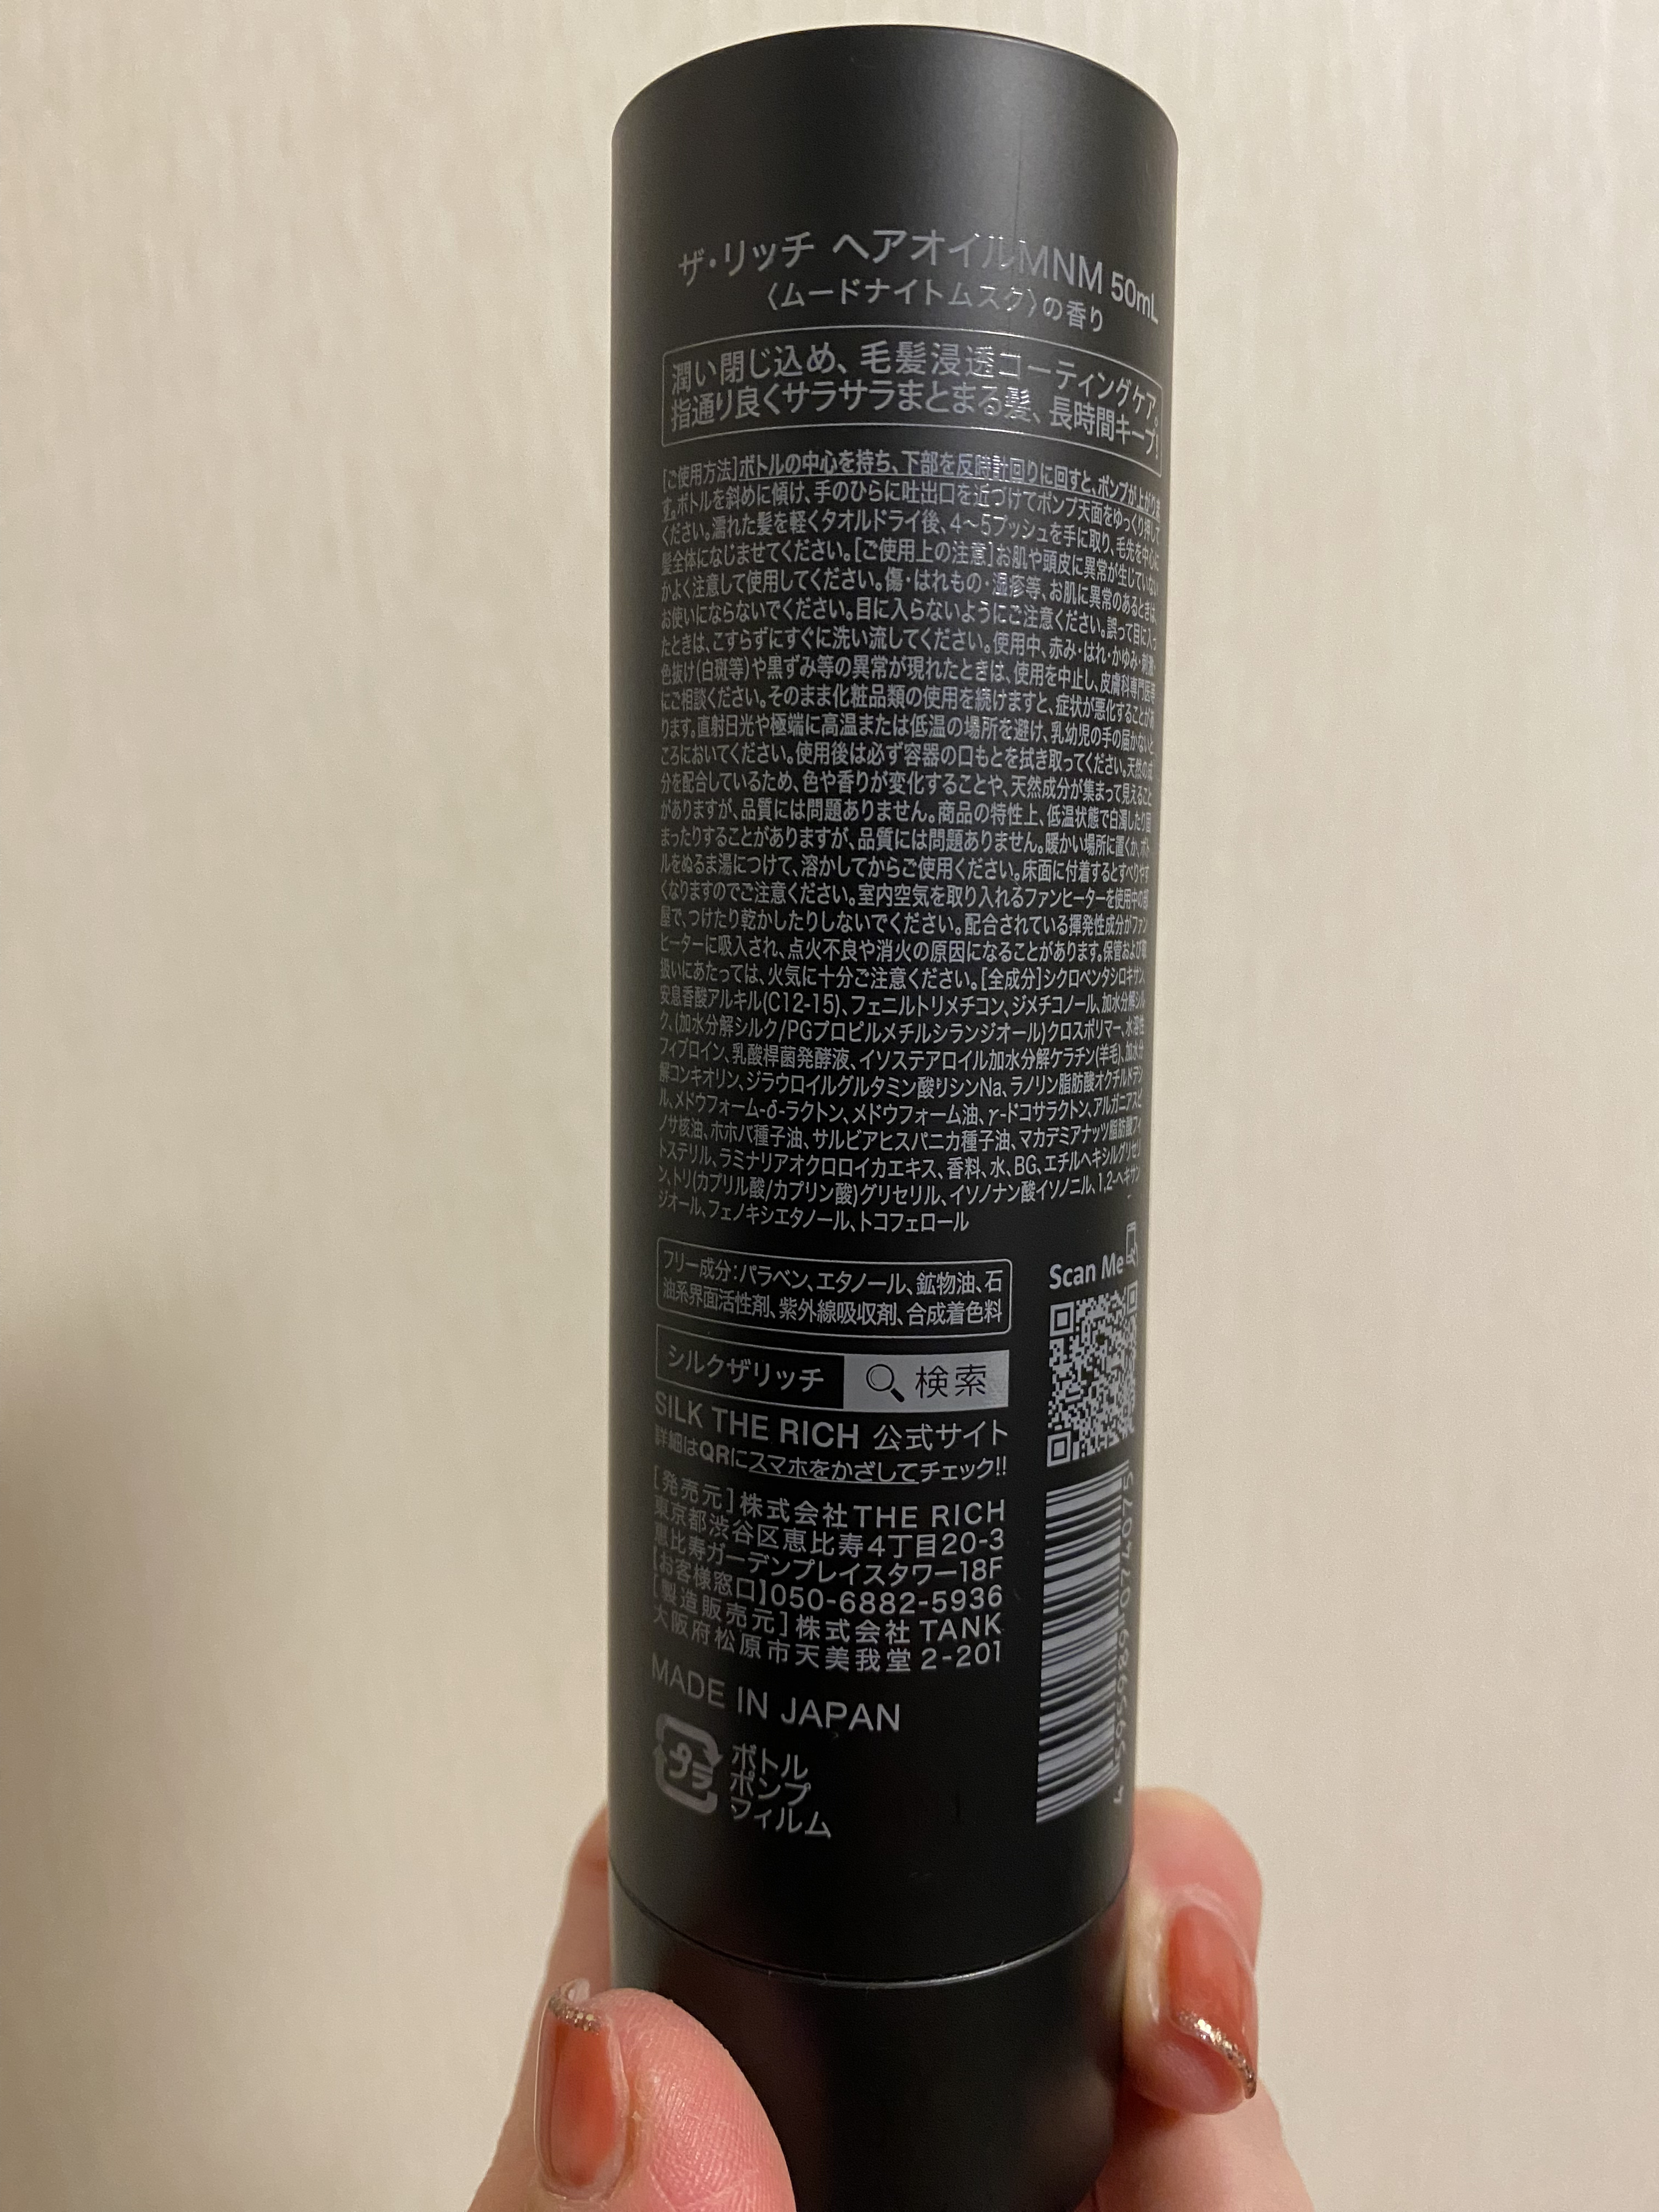 ザ・リッチ ヘアオイルMNM 50mL
〈ムードナイトムスク〉の香り
潤い閉じ込め、毛髪浸透コーティングケア。
指通り良くサラサラまとまる髪、長時間キープ!
[ご使用方法]ボトルの中心を持ち、下部を反時計回りに回すと、ポンプが上がりま
す。ボトルを斜めに傾け、手のひらに吐出口を近づけてポンプ天面をゆっくり押して
ください。濡れた髪を軽くタオルドライ後、4〜5プッシュを手に取り、毛先を中心に
髪全体になじませてください。[ご使用上の注意]お肌や頭皮に異常が生じていない
かよく注意して使用してください。傷・はれもの・湿疹等、お肌に異常のあるときは、
お使いにならないでください。目に入らないようにご注意ください。誤って目に入っ
たときは、こすらずにすぐに洗い流してください。使用中、赤み・はれ・かゆみ・刺激・
色抜け(白斑等)や黒ずみ等の異常が現れたときは、使用を中止し、皮膚科専門医等
にご相談ください。そのまま化粧品類の使用を続けますと、症状が悪化することがあ
ります。直射日光や極端に高温または低温の場所を避け、乳幼児の手の届かないと
ころにおいてください。使用後は必ず容器の口もとを拭き取ってください。天然の成
分を配合しているため、色や香りが変化することや、天然成分が集まって見えること
がありますが、品質には問題ありません。商品の特性上、低温状態で白濁したり固
まったりすることがありますが、品質には問題ありません。暖かい場所に置くか、ボト
ルをぬるま湯につけて、溶かしてからご使用ください。床面に付着するとすべりやす
くなりますのでご注意ください。室内空気を取り入れるファンヒーターを使用中の部
屋で、つけたり乾かしたりしないでください。配合されている揮発性成分がファン
ヒーターに吸入され、点火不良や消火の原因になることがあります。保管および取
扱いにあたっては、火気に十分ご注意ください。[全成分]シクロペンタシロキサン、
安息香酸アルキル(C12-15)、フェニルトリメチコン、ジメチコノール、加水分解シル
ク、(加水分解シルク/PGプロピルメチルシランジオール)クロスポリマー、水溶性
フィブロイン、乳酸桿菌発酵液、イソステアロイル加水分解ケラチン(羊毛)、加水分
解コンキオリン、ジラウロイルグルタミン酸リシンNa、ラノリン脂肪酸オクチルドデシ
ル、メドウフォーム-δ-ラクトン、メドウフォーム油、γ-ドコサラクトン、アルガニアスピ
ノサ核油、ホホバ種子油、サルビアヒスパニカ種子油、マカデミアナッツ脂肪酸フィ
トステリル、ラミナリアオクロロイカエキス、香料、水、BG、エチルヘキシルグリセリ
ン、トリ(カプリル酸/カプリン酸)グリセリル、イソノナン酸イソノニル、1,2-ヘキサン
ジオール、フェノキシエタノール、トコフェロール
フリー成分:パラベン、エタノール、鉱物油、石
油系界面活性剤、紫外線吸収剤、合成着色料
Scan Me
シルクザリッチ 検索
SILK THE RICH 公式サイト
詳細はQRにスマホをかざしてチェック!!
[発売元]株式会社THE RICH
東京都渋谷区恵比寿4丁目20-3
恵比寿ガーデンプレイスタワー18F
[お客様窓口]050-6882-5936
[製造販売元]株式会社 TANK
大阪府松原市天美我堂 2-201
MADE IN JAPAN
プラ
ボトル
ポンプ
フィルム